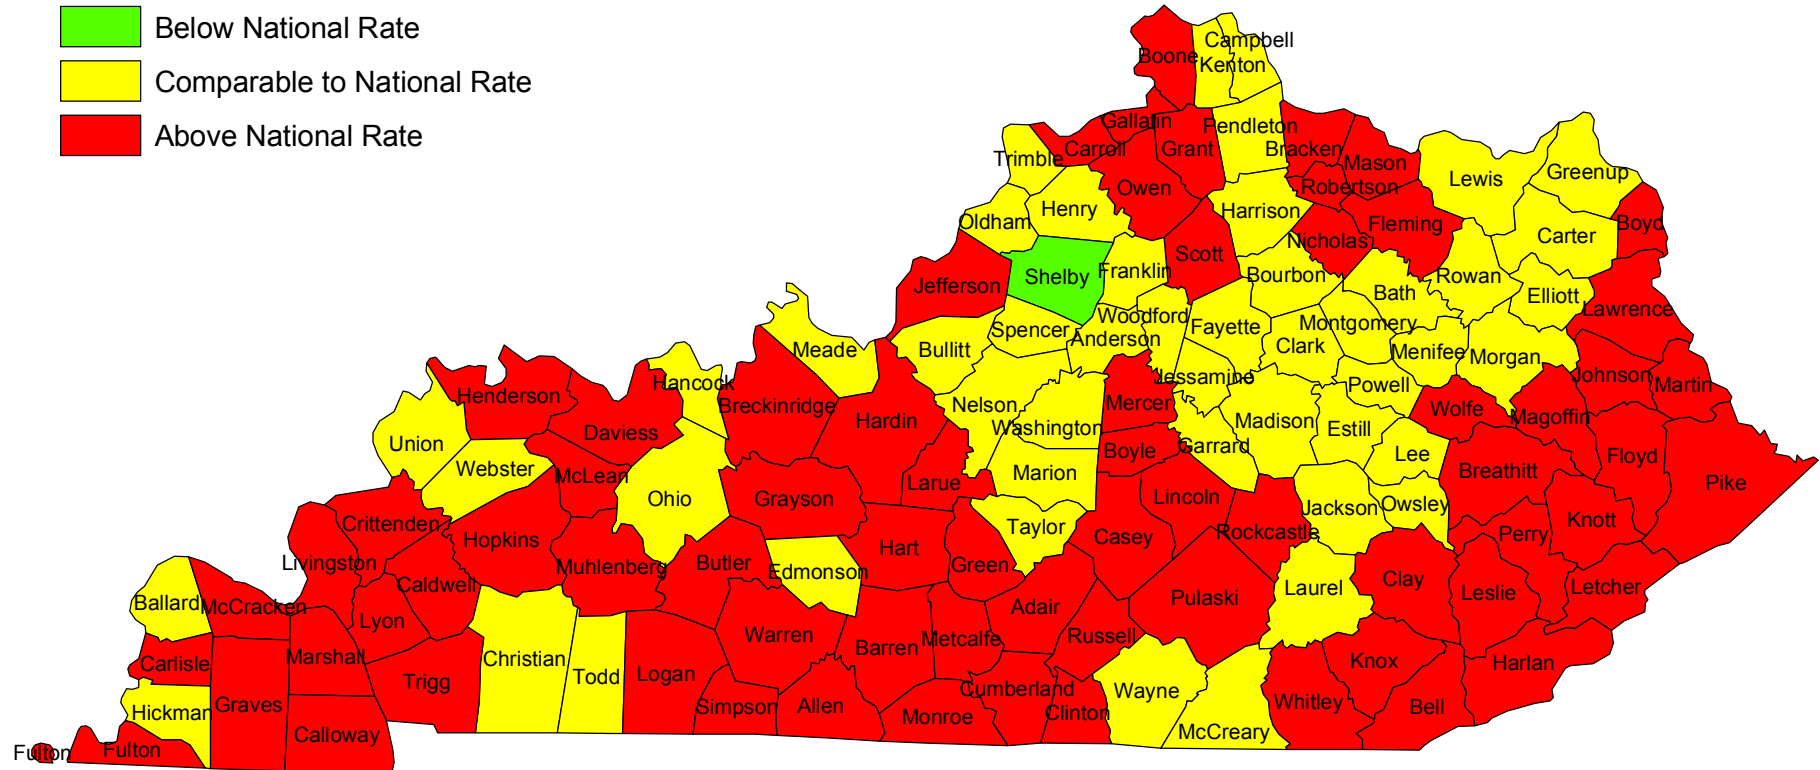 Below National Rate
Comparable to National Rate
Above National Rate
Campbell
Boone
Kenton
Gallatin
Pendleton
Carroll
Grant
Bracken
Trimble
Mason
Owen
Robertson
Lewis
Greenup
Henry
Harrison
Oldham
Fleming
Boyd
Carter
Nicholas
Scott
Shelby
Franklin
Bourbon
Rowan
Jefferson
Bath
Elliott
Lawrence
Woodford
Spencer
Anderson
Fayette
Montgomery
Clark
Meade
Bullitt
Menifee
Morgan
Hancock
Jessamine
Powell
Johnson
Martin
Henderson
Breckinridge
Nelson
Mercer
Wolfe
Magoffin
Hardin
Washington
Madison
Estill
Daviess
Union
Boyle
Garrard
Lee
Floyd
Webster
McLean
Marion
Breathitt
Ohio
Grayson
Larue
Lincoln
Pike
Jackson
Owsley
Crittenden
Taylor
Knott
Hopkins
Rockcastle
Perry
Hart
Casey
Livingston
Muhlenberg
Butler
Edmonson
Green
Caldwell
Laurel
Clay
Leslie
Letcher
Ballard
McCracken
Adair
Pulaski
Lyon
Warren
Metcalfe
Russell
Barren
Carlisle
Marshall
Christian
Knox
Harlan
Trigg
Todd
Logan
Cumberland
Wayne
Graves
Hickman
Simpson
Allen
Monroe
Clinton
Whitley
Bell
Calloway
McCreary
Fulton
Fulton